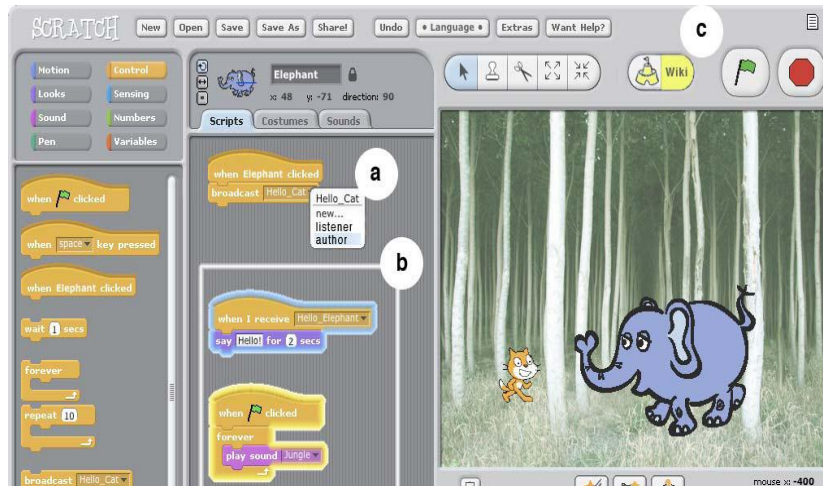 SCRATCH New Open Save Save As Share! Undo • Language • Extras Want Help? c
Motion Control
Looks Sensing
Sound Numbers
Pen Variables
Elephant
x: 48 y: -71 direction: 90
Scripts Costumes Sounds
Wiki
when clicked
when space key pressed
when Elephant clicked
wait 1 secs
forever
repeat 10
broadcast Hello_Cat
when Elephant clicked
broadcast Hello_Cat
a
Hello_Cat
new...
listener
author
b
when I receive Hello_Elephant
say Hello! for 2 secs
when clicked
forever
play sound Jungle
mouse x: -400